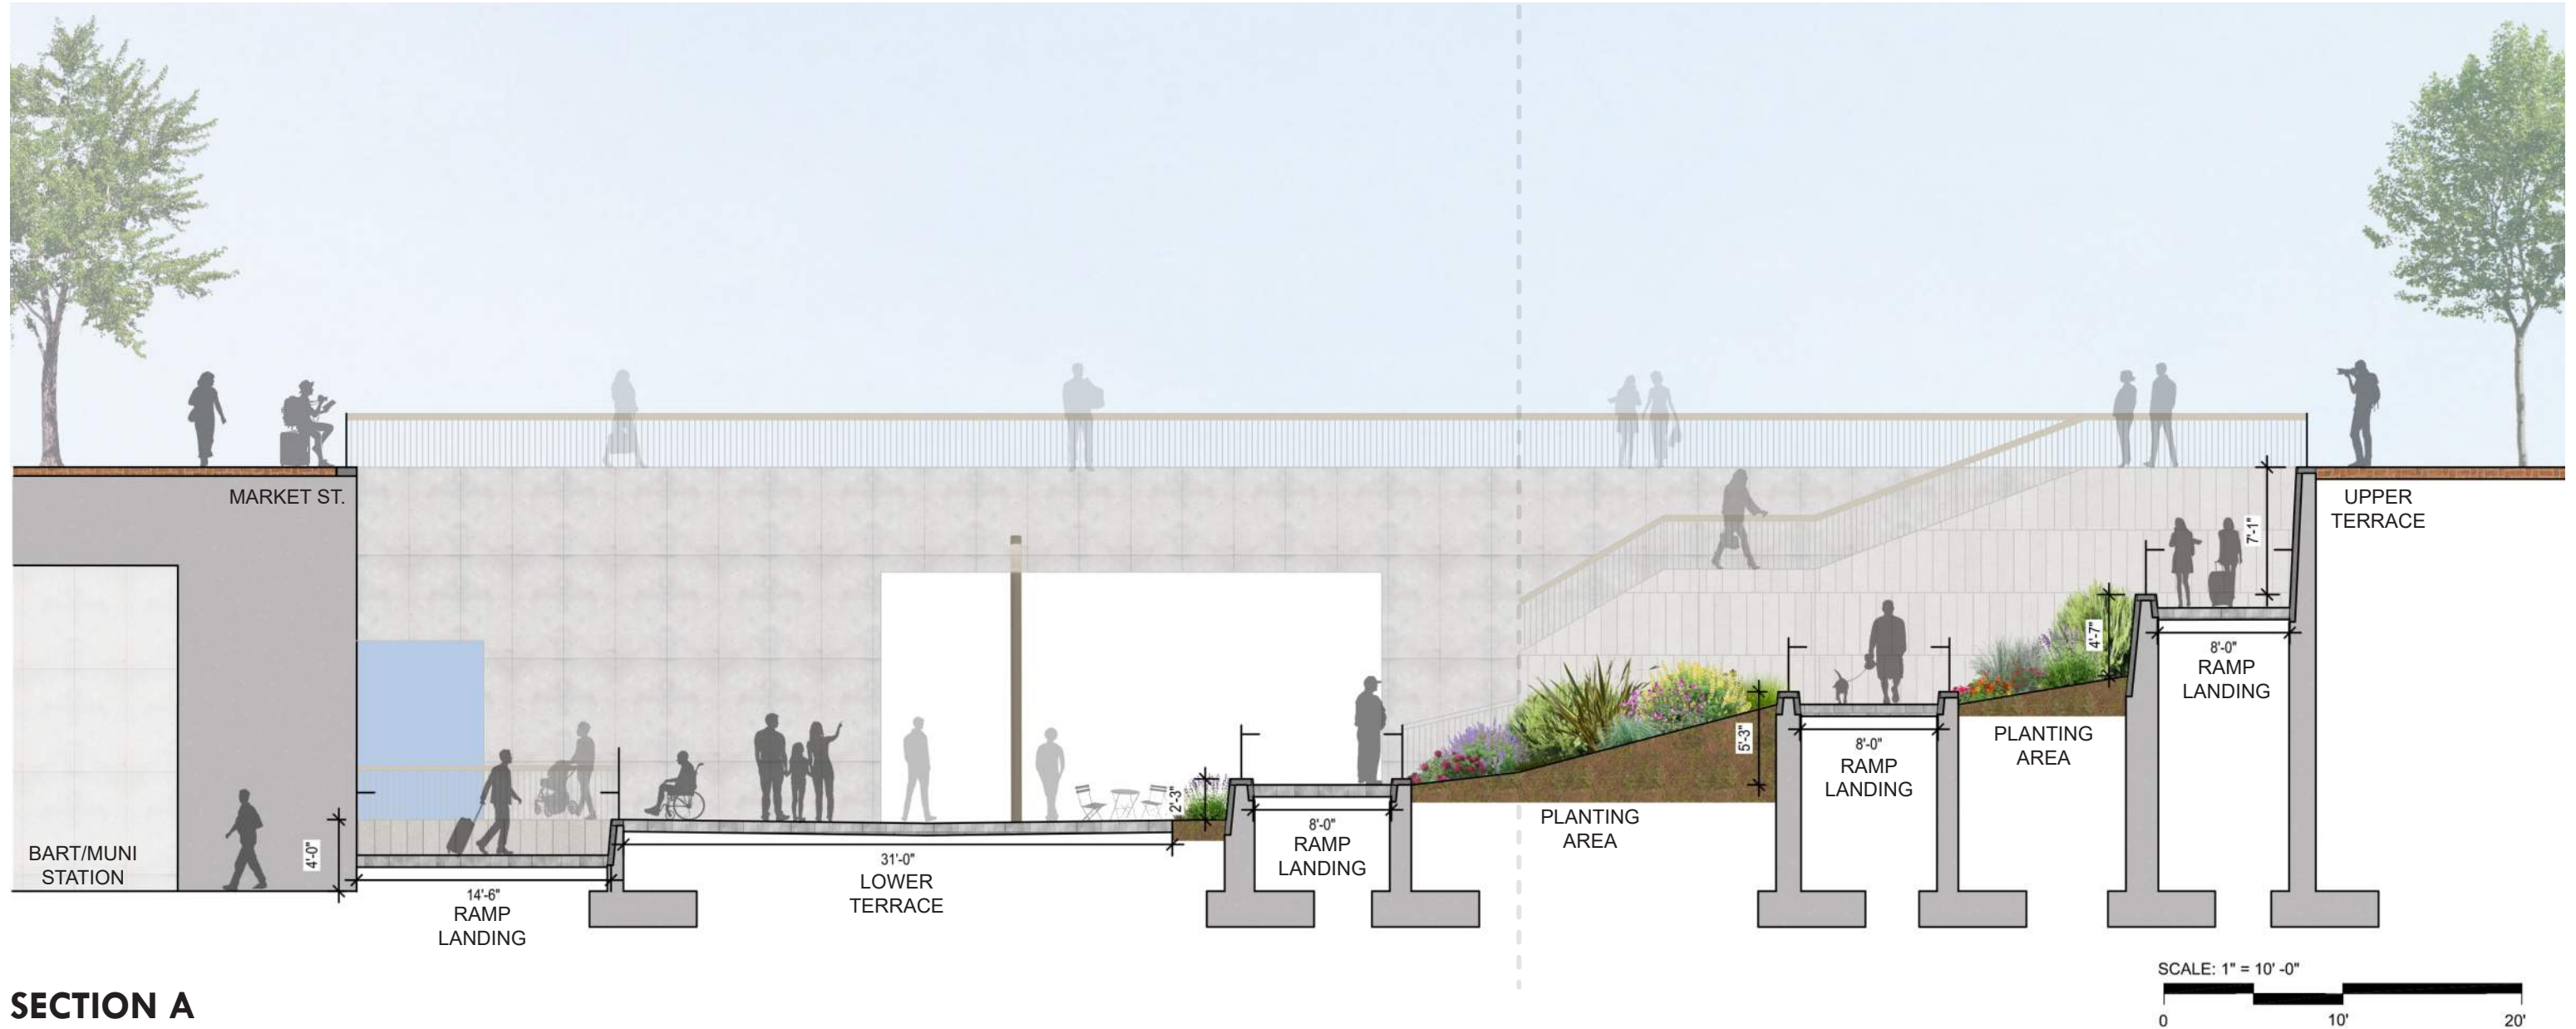 MARKET ST.
UPPER
TERRACE
7'-1"
4'-7"
8'-0"
RAMP
LANDING
5'-3"
PLANTING
AREA
8'-0"
RAMP
LANDING
2'-3"
PLANTING
AREA
8'-0"
RAMP
LANDING
BART/MUNI
STATION
4'-0"
31'-0"
LOWER
TERRACE
14'-6"
RAMP
LANDING
SCALE: 1" = 10' -0"
0 10' 20'
SECTION A